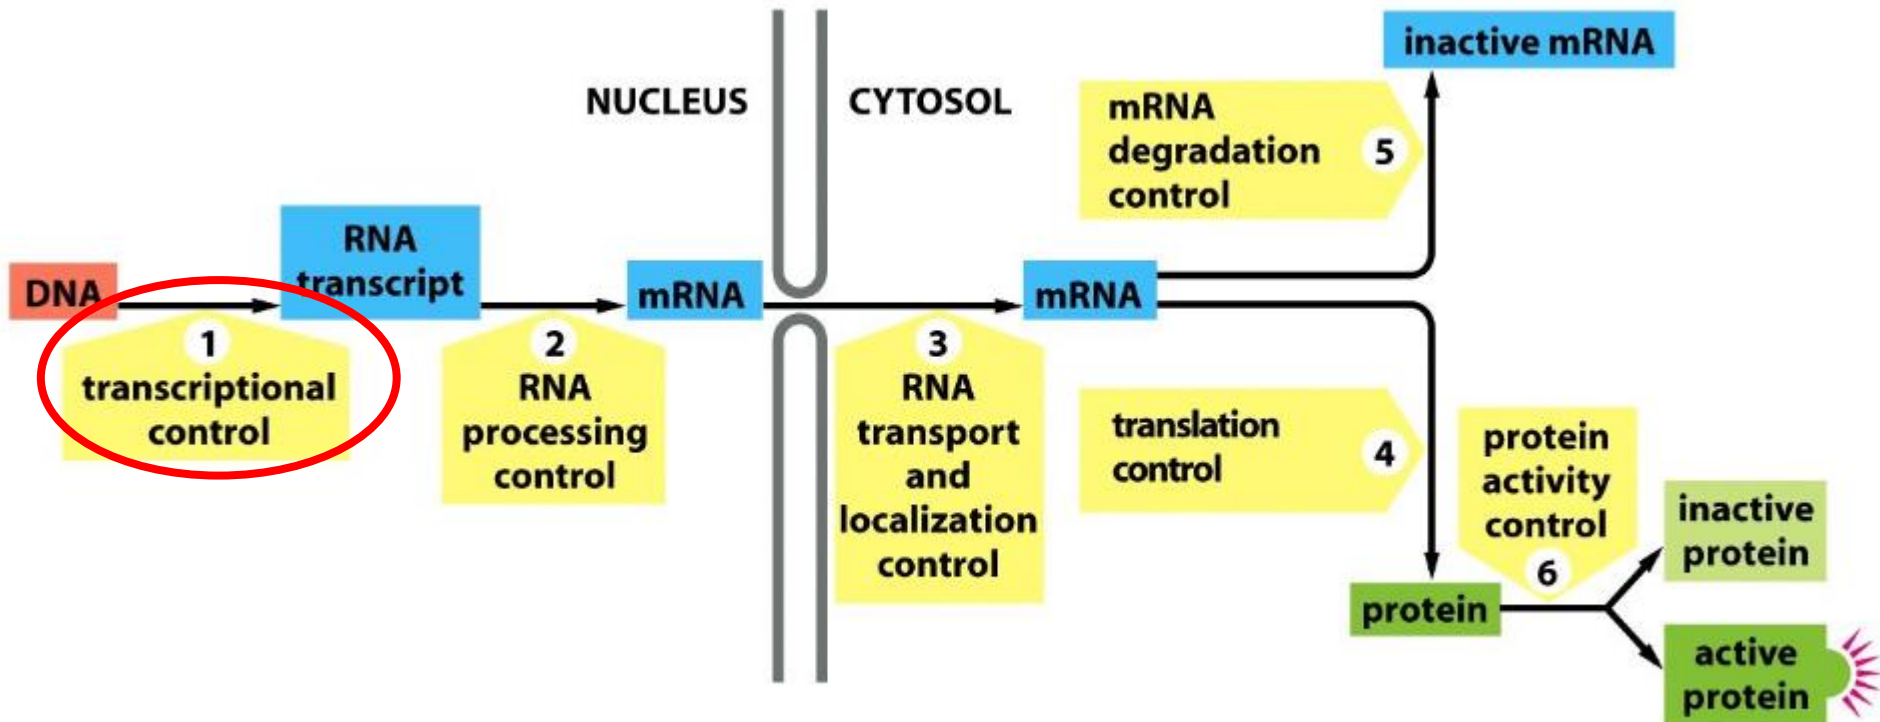 NUCLEUS
CYTOSOL
DNA
1
transcriptional
control
RNA
transcript
2
RNA
processing
control
mRNA
3
RNA
transport
and
localization
control
mRNA
mRNA
degradation
control
5
inactive mRNA
translation
control
4
protein
protein
activity
control
6
inactive
protein
active
protein